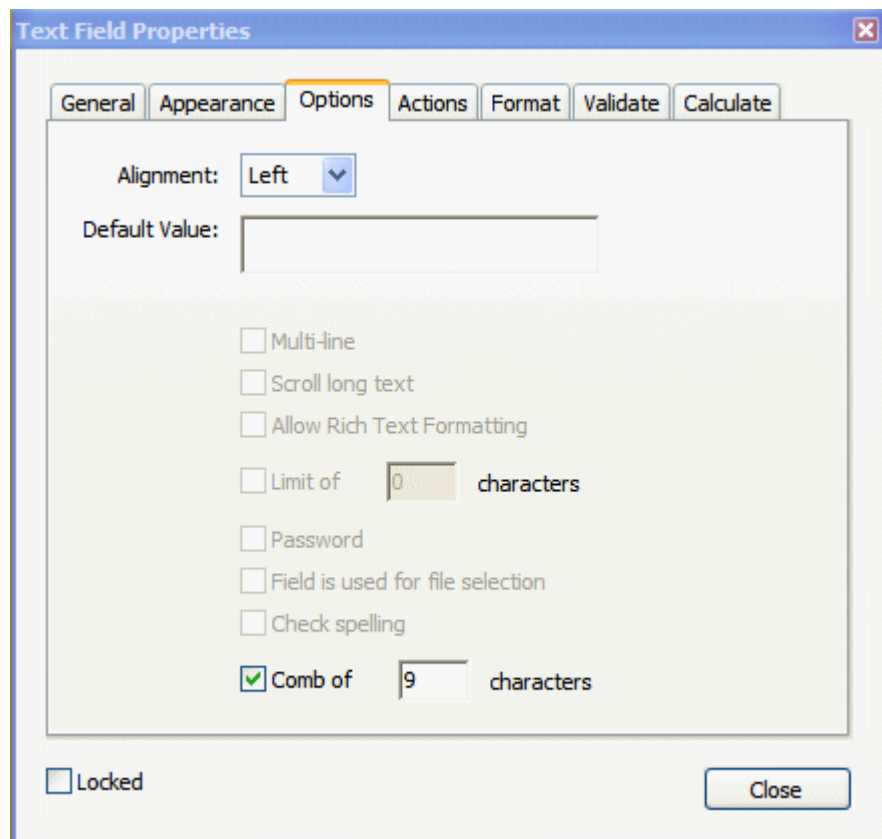 Text Field Properties
General Appearance Options Actions Format Validate Calculate
Alignment: Left
Default Value:
Multi-line
Scroll long text
Allow Rich Text Formatting
Limit of 0 characters
Password
Field is used for file selection
Check spelling
Comb of 9 characters
Locked
Close